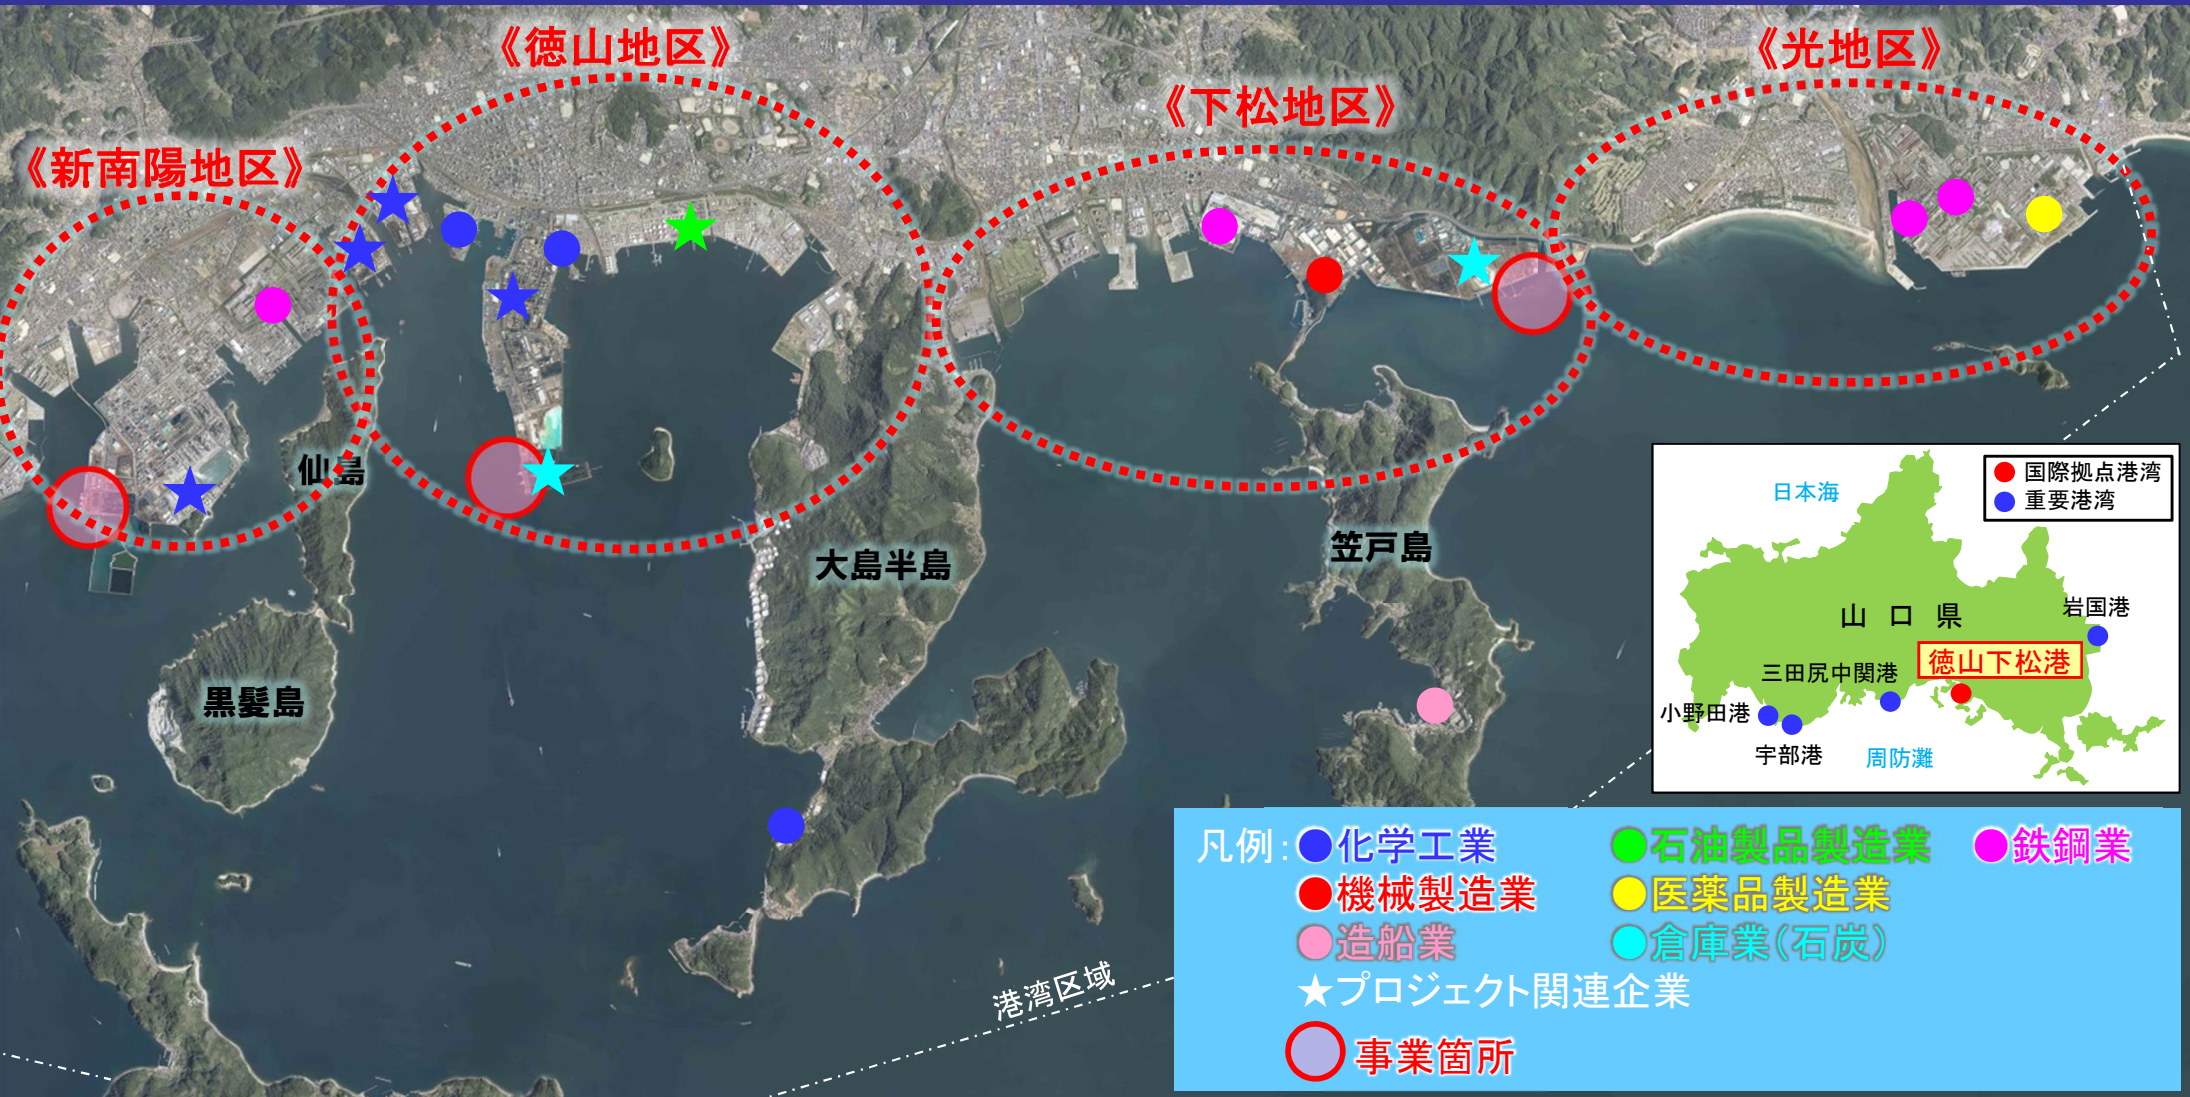 《徳山地区》
《光地区》
《下松地区》
《新南陽地区》
仙島
大島半島
笠戸島
黒髪島
港湾区域
国際拠点港湾
重要港湾
日本海
山口県
岩国港
徳山下松港
三田尻中関港
小野田港
宇部港
周防灘
凡例:●化学工業 ●石油製品製造業 ●鉄鋼業
●機械製造業 ●医薬品製造業
●造船業 ●倉庫業(石炭)
★プロジェクト関連企業
事業箇所